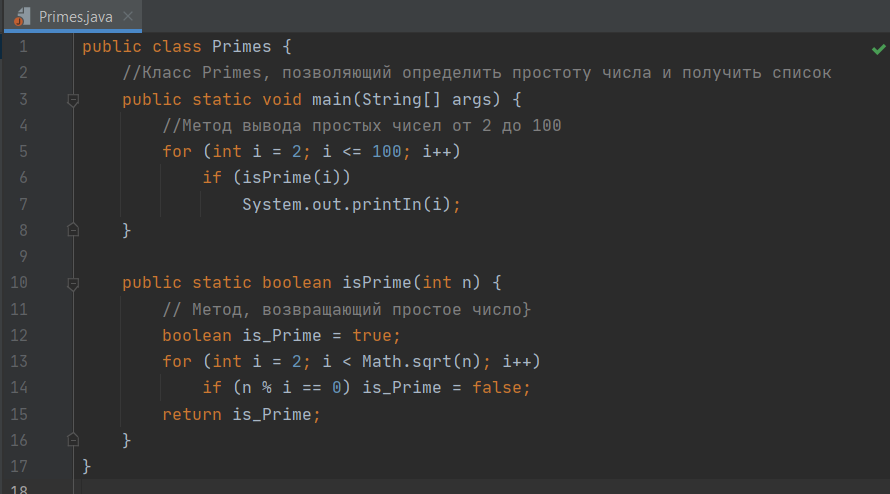 Primes.java
1 public class Primes {
2 //Класс Primes, позволяющий определить простоту числа и получить список
3 public static void main(String[] args) {
4 //Метод вывода простых чисел от 2 до 100
5 for (int i = 2; i <= 100; i++)
6 if (isPrime(i))
7 System.out.printIn(i);
8 }
9
10 public static boolean isPrime(int n) {
11 // Метод, возвращающий простое число}
12 boolean is_Prime = true;
13 for (int i = 2; i < Math.sqrt(n); i++)
14 if (n % i == 0) is_Prime = false;
15 return is_Prime;
16 }
17 }
18